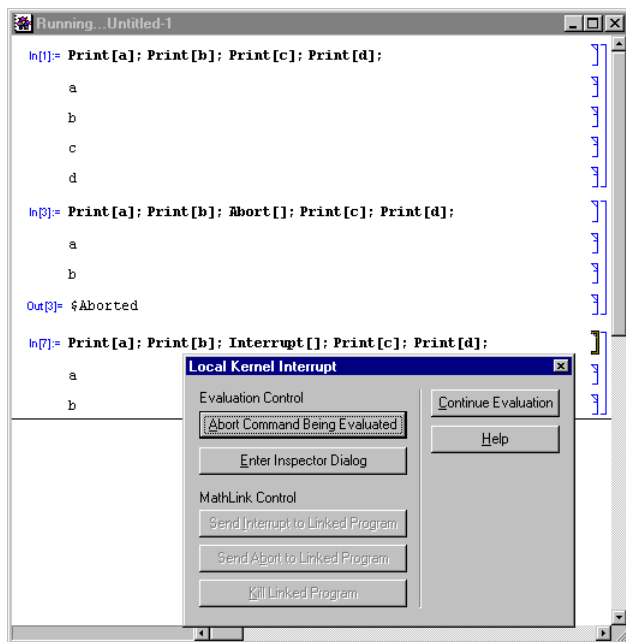 Running...Untitled-1
In[1]:= Print[a]; Print[b]; Print[c]; Print[d];
a
b
c
d
In[3]:= Print[a]; Print[b]; Abort[]; Print[c]; Print[d];
a
b
Out[3]= $Aborted
In[7]:= Print[a]; Print[b]; Interrupt[]; Print[c]; Print[d];
a
b
Local Kernel Interrupt
Evaluation Control
Abort Command Being Evaluated
Enter Inspector Dialog
MathLink Control
Send Interrupt to Linked Program
Send Abort to Linked Program
Kill Linked Program
Continue Evaluation
Help